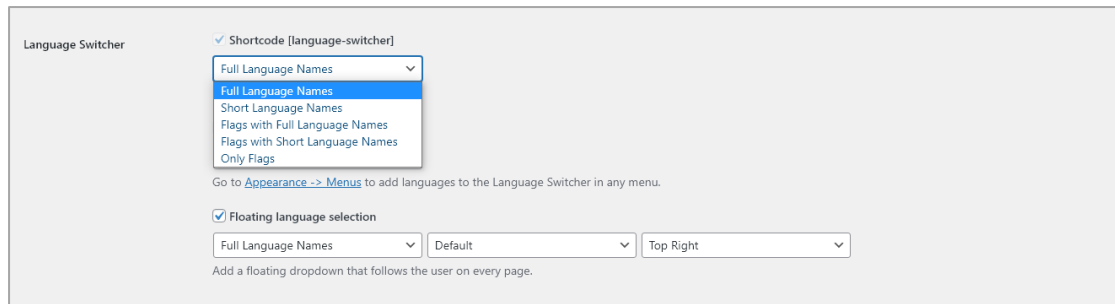 Language Switcher
Shortcode [language-switcher]
Full Language Names
Full Language Names
Short Language Names
Flags with Full Language Names
Flags with Short Language Names
Only Flags
Go to Appearance -> Menus to add languages to the Language Switcher in any menu.
Floating language selection
Full Language Names Default Top Right
Add a floating dropdown that follows the user on every page.